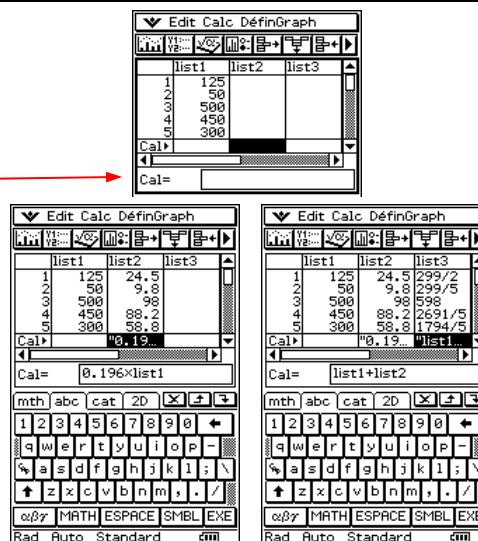 Edit Calc DéfinGraph
list1 list2 list3
1 125
2 50
3 500
4 450
5 300
Cal▶
Cal=
Edit Calc DéfinGraph
list1 list2 list3
1 125 24.5
2 50 9.8
3 500 98
4 450 88.2
5 300 58.8
Cal▶ "0.19...
Cal= 0.196×list1
mth abc cat 2D
1 2 3 4 5 6 7 8 9 0
q w e r t y u i o p -
a s d f g h j k l ; \
z x c v b n m , . /
αβγ MATH ESPACE SMBL EXE
Rad Auto Standard
Edit Calc DéfinGraph
list1 list2 list3
1 125 24.5 299/2
2 50 9.8 299/5
3 500 98 598
4 450 88.2 2691/5
5 300 58.8 1794/5
Cal▶ "0.19... "list1...
Cal= list1+list2
mth abc cat 2D
1 2 3 4 5 6 7 8 9 0
q w e r t y u i o p -
a s d f g h j k l ; \
z x c v b n m , . /
αβγ MATH ESPACE SMBL EXE
Rad Auto Standard